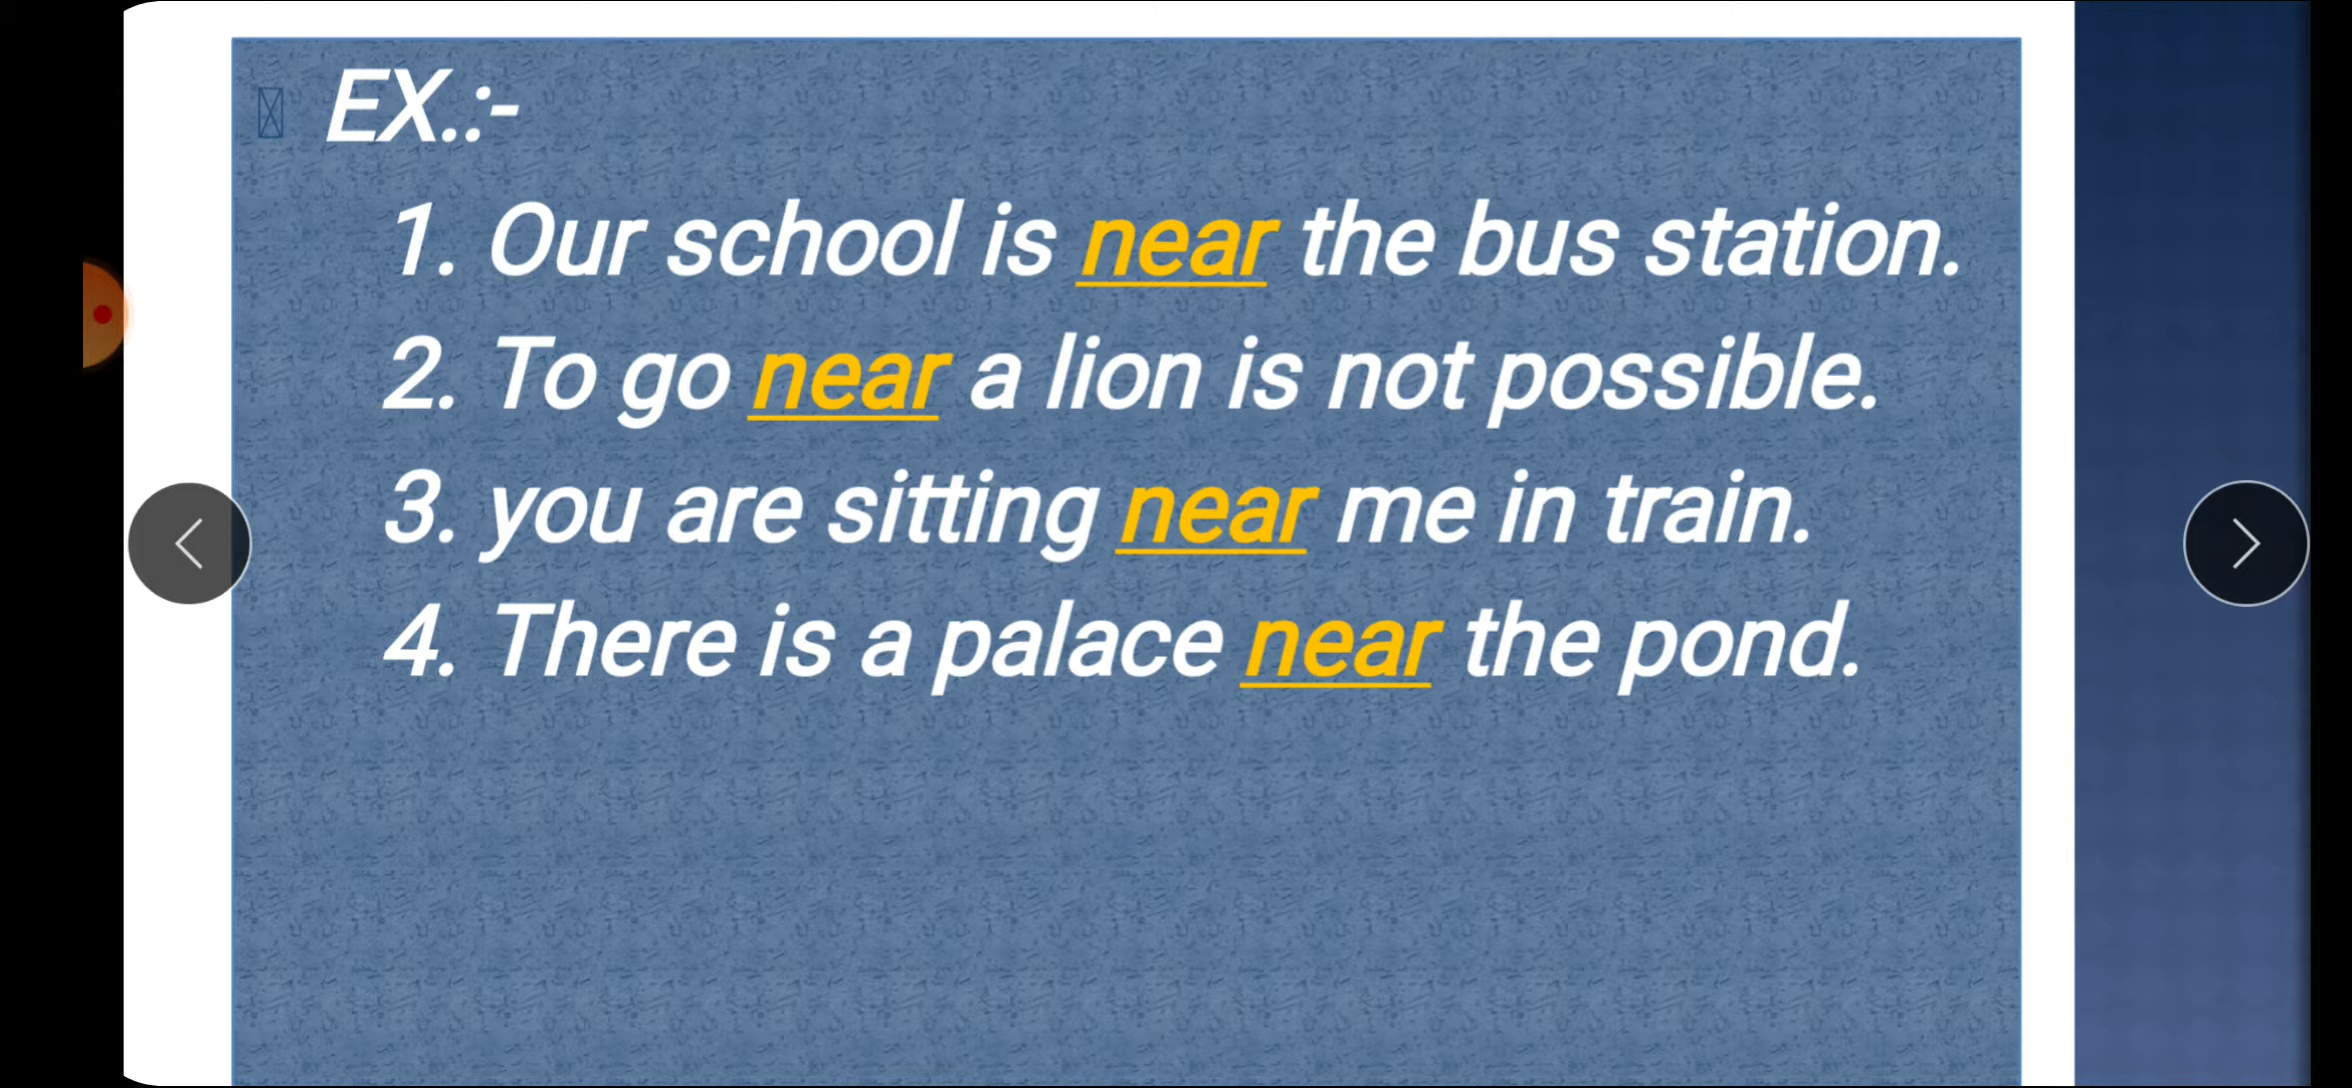 EX.:-
1. Our school is near the bus station.
2. To go near a lion is not possible.
3. you are sitting near me in train.
4. There is a palace near the pond.